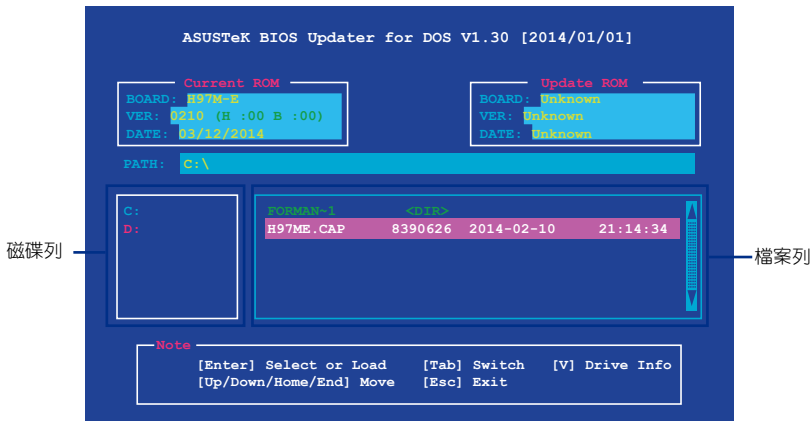 ASUSTeK BIOS Updater for DOS V1.30 [2014/01/01]
Current ROM
BOARD: H97M-E
VER: 0210 (H :00 B :00)
DATE: 03/12/2014
Update ROM
BOARD: Unknown
VER: Unknown
DATE: Unknown
PATH: C:\
磁碟列
C:
D:
FORMAN~1 <DIR>
H97ME.CAP 8390626 2014-02-10 21:14:34
檔案列
Note
[Enter] Select or Load [Tab] Switch [V] Drive Info
[Up/Down/Home/End] Move [Esc] Exit